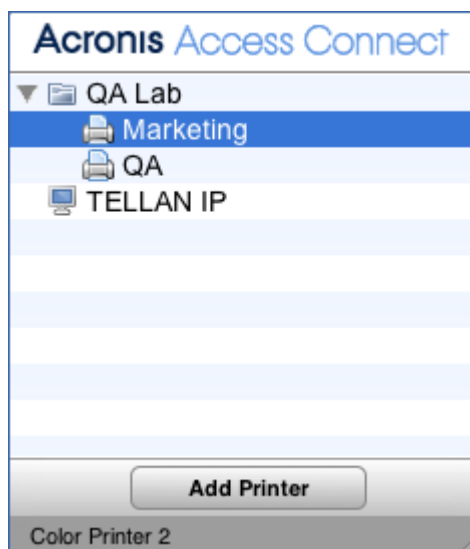 Acronis Access Connect
QA Lab
Marketing
QA
TELLAN IP
Add Printer
Color Printer 2